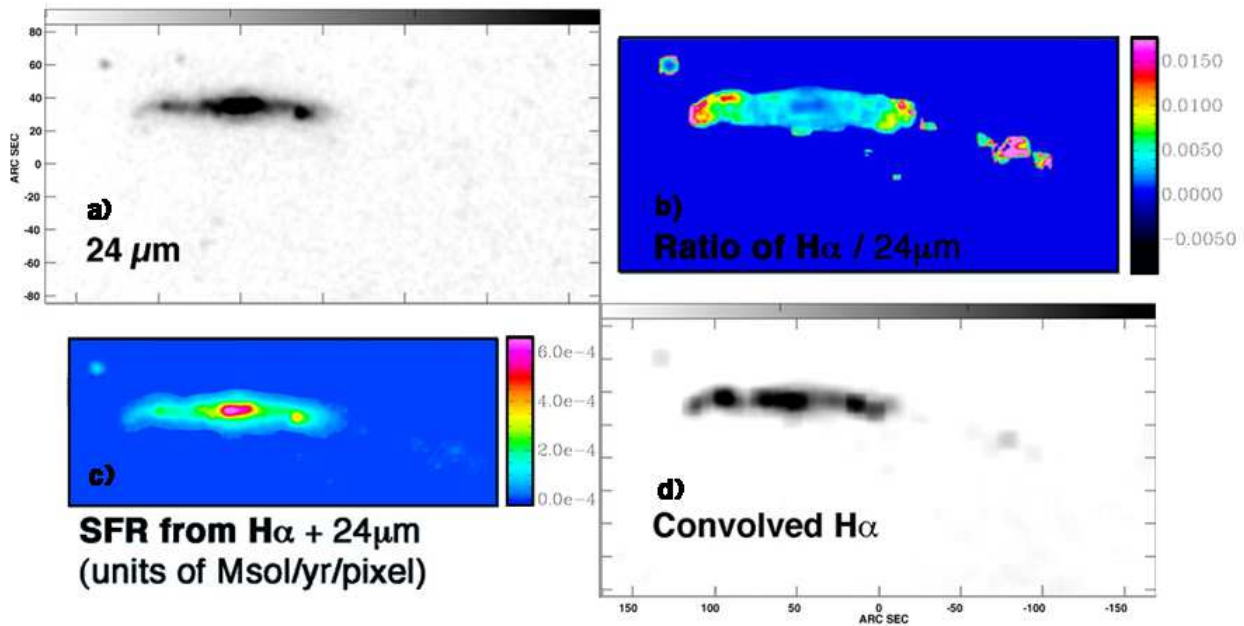 80
60
40
20
0
-20
-40
-60
-80
ARC SEC
a)
24 µm
0.0150
0.0100
0.0050
0.0000
-0.0050
b)
Ratio of Hα / 24µm
6.0e-4
4.0e-4
2.0e-4
0.0e-4
c)
SFR from Hα + 24µm
(units of Msol/yr/pixel)
d)
Convolved Hα
150 100 50 0 -50 -100 -150
ARC SEC